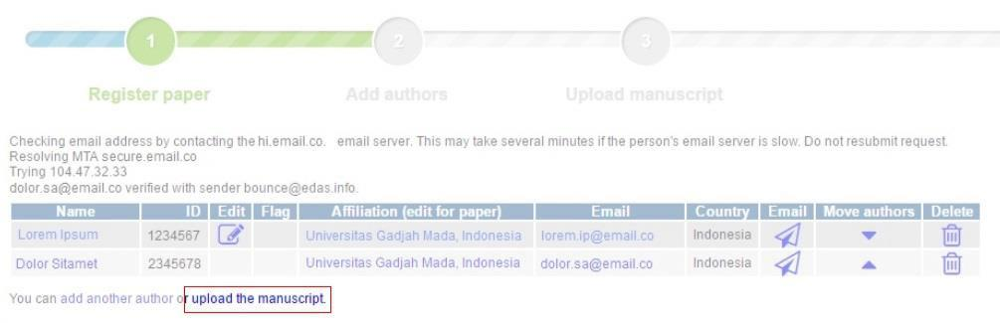 1
2
3
Register paper
Add authors
Upload manuscript
Checking email address by contacting the hi.email.co. email server. This may take several minutes if the person's email server is slow. Do not resubmit request.
Resolving MTA secure.email.co
Trying 104.47.32.33
dolor.sa@email.co verified with sender bounce@edas.info.
Name ID Edit Flag Affiliation (edit for paper) Email Country Email Move authors Delete
Lorem Ipsum 1234567 Universitas Gadjah Mada, Indonesia lorem.ip@email.co Indonesia
Dolor Sitamet 2345678 Universitas Gadjah Mada, Indonesia dolor.sa@email.co Indonesia
You can add another author or upload the manuscript.